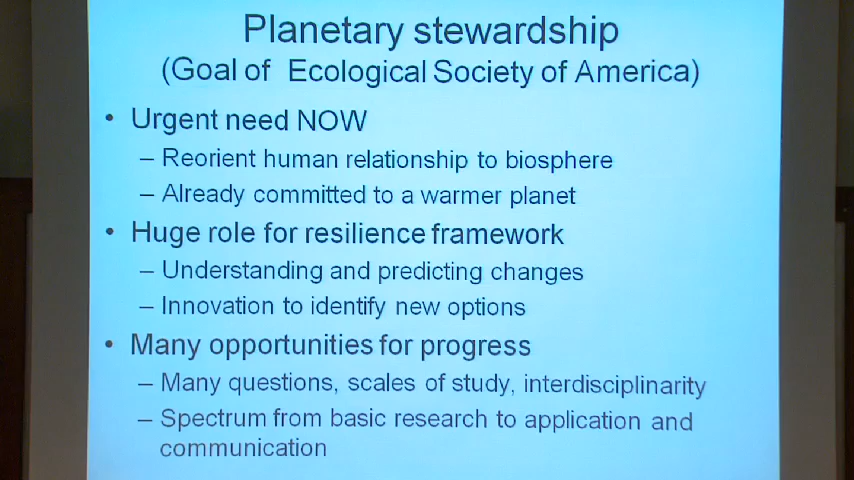 Planetary stewardship
(Goal of Ecological Society of America)
• Urgent need NOW
– Reorient human relationship to biosphere
– Already committed to a warmer planet
• Huge role for resilience framework
– Understanding and predicting changes
– Innovation to identify new options
• Many opportunities for progress
– Many questions, scales of study, interdisciplinarity
– Spectrum from basic research to application and
communication